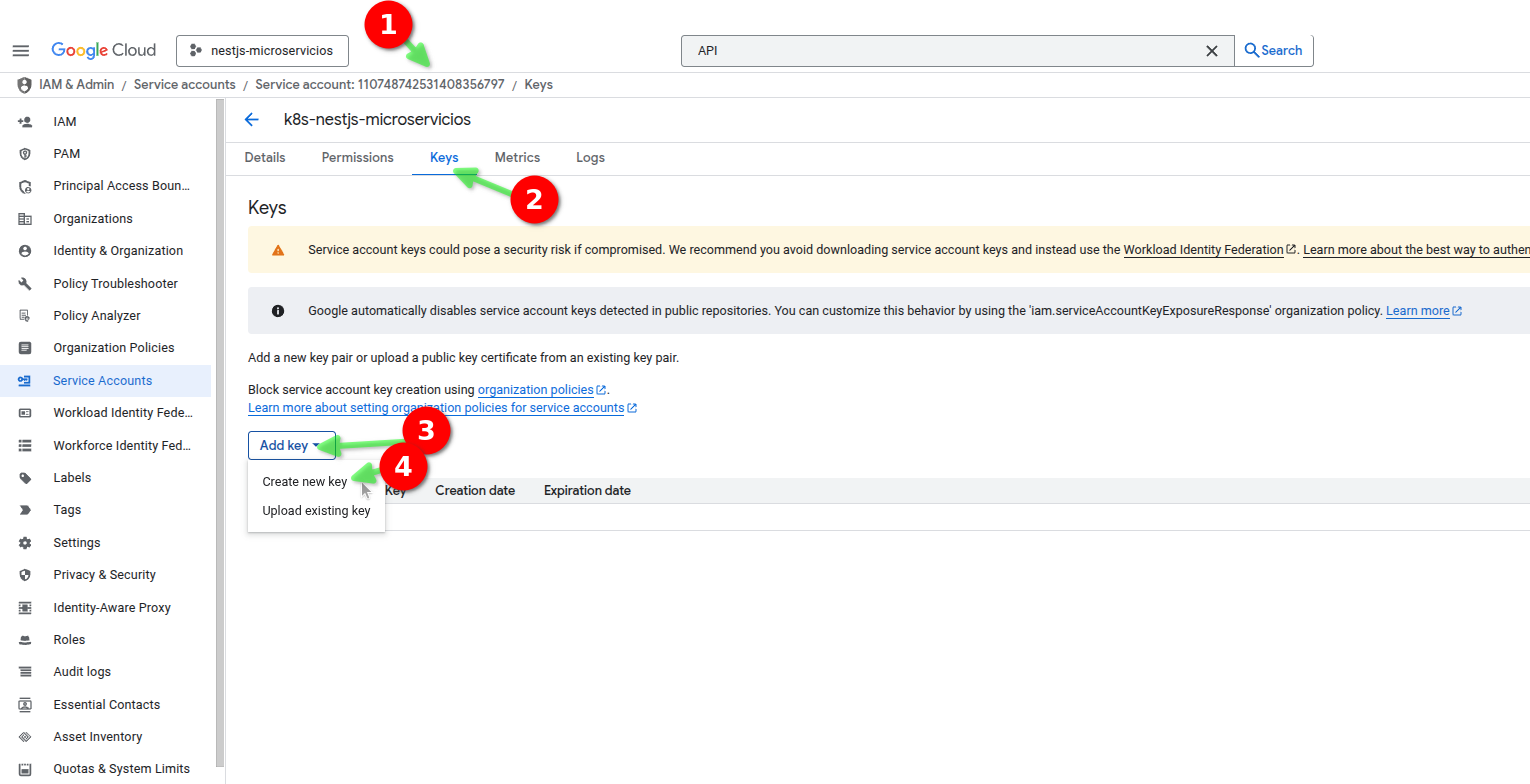 1
Google Cloud
nestjs-microservicios
API
Search
IAM & Admin / Service accounts / Service account: 110748742531408356797 / Keys
IAM
PAM
Principal Access Boun...
Organizations
Identity & Organization
Policy Troubleshooter
Policy Analyzer
Organization Policies
Service Accounts
Workload Identity Fede...
Workforce Identity Fed...
Labels
Tags
Settings
Privacy & Security
Identity-Aware Proxy
Roles
Audit logs
Essential Contacts
Asset Inventory
Quotas & System Limits
k8s-nestjs-microservicios
Details Permissions Keys Metrics Logs
2
Keys
Service account keys could pose a security risk if compromised. We recommend you avoid downloading service account keys and instead use the Workload Identity Federation. Learn more about the best way to authen
Google automatically disables service account keys detected in public repositories. You can customize this behavior by using the 'iam.serviceAccountKeyExposureResponse' organization policy. Learn more
Add a new key pair or upload a public key certificate from an existing key pair.
Block service account key creation using organization policies.
Learn more about setting organization policies for service accounts
3
Add key
4
Create new key
Key Creation date Expiration date
Upload existing key